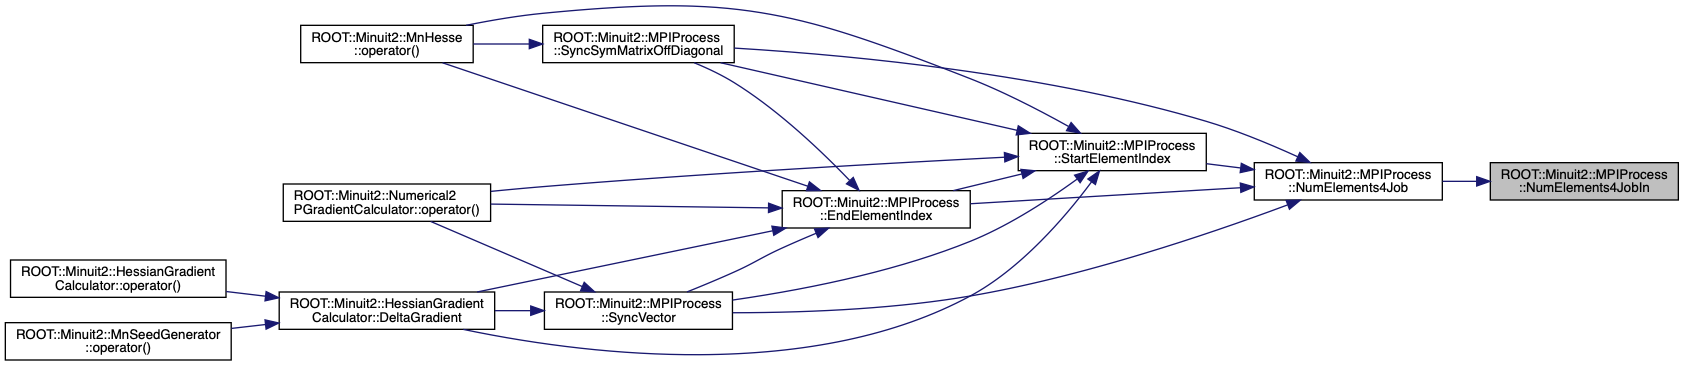 ROOT::Minuit2::MnHesse
::operator()
ROOT::Minuit2::MPIProcess
::SyncSymMatrixOffDiagonal
ROOT::Minuit2::MPIProcess
::StartElementIndex
ROOT::Minuit2::MPIProcess
::NumElements4Job
ROOT::Minuit2::MPIProcess
::NumElements4JobIn
ROOT::Minuit2::Numerical2
PGradientCalculator::operator()
ROOT::Minuit2::MPIProcess
::EndElementIndex
ROOT::Minuit2::HessianGradient
Calculator::operator()
ROOT::Minuit2::HessianGradient
Calculator::DeltaGradient
ROOT::Minuit2::MPIProcess
::SyncVector
ROOT::Minuit2::MnSeedGenerator
::operator()